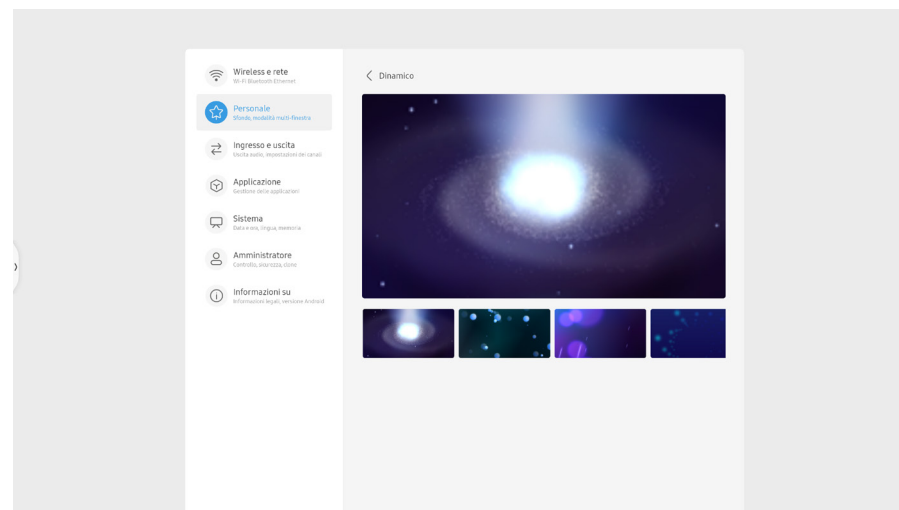 Wireless e rete
Wi-Fi Bluetooth Ethernet
Dinamico
Personale
Sfondo, modalità multi-finestra
Ingresso e uscita
Uscita audio, impostazioni dei canali
Applicazione
Gestione delle applicazioni
Sistema
Data e ore, lingua, memoria
Amministratore
Controllo, sicurezza, clone
Informazioni su
Informazioni legali, versione Android